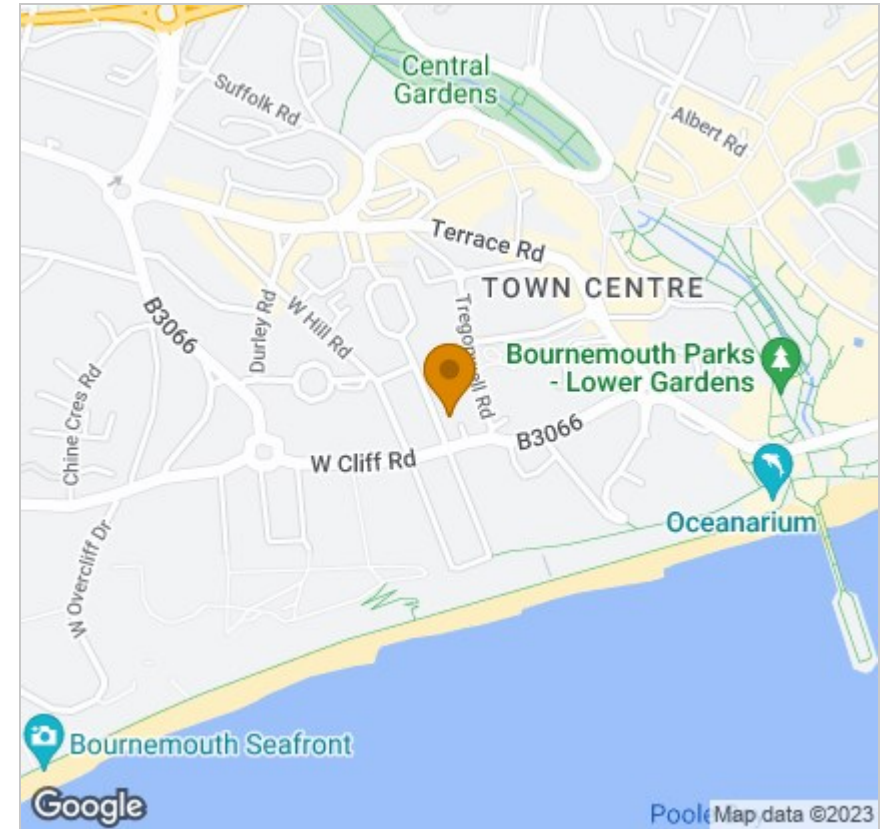 Central
Gardens
Suffolk Rd
Albert Rd
Terrace Rd
TOWN CENTRE
B3066
Durley Rd
W Hill Rd
Tregonwell Rd
Bournemouth Parks
- Lower Gardens
Chine Cres Rd
B3066
W Cliff Rd
Oceanarium
W Overcliff Dr
Bournemouth Seafront
Google
Poole
Map data ©2023